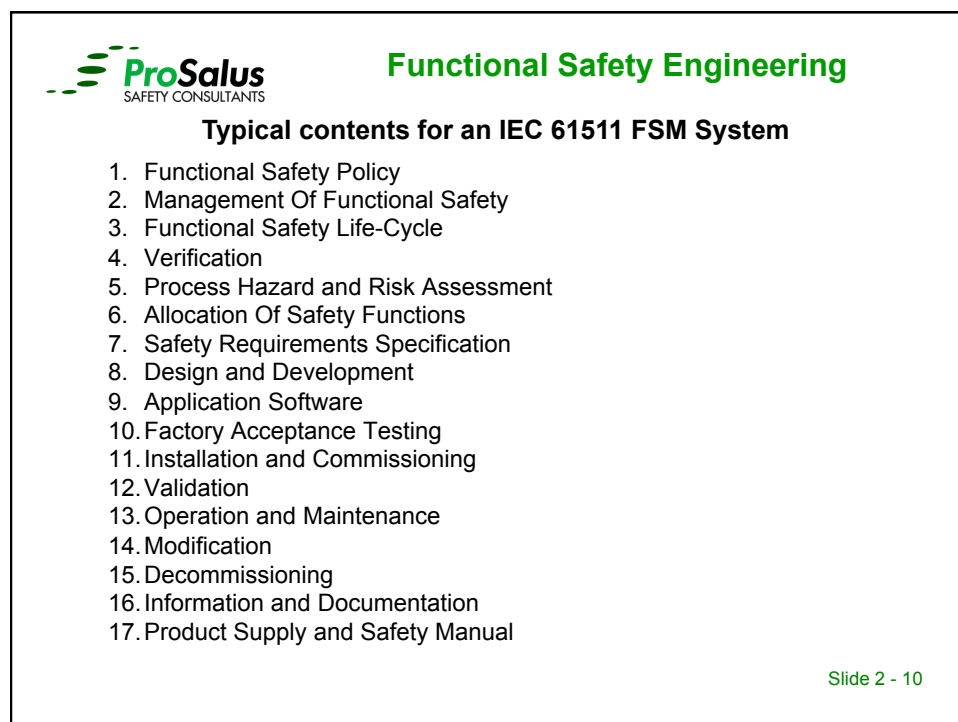 ProSalus
SAFETY CONSULTANTS
Functional Safety Engineering
Typical contents for an IEC 61511 FSM System
1. Functional Safety Policy
2. Management Of Functional Safety
3. Functional Safety Life-Cycle
4. Verification
5. Process Hazard and Risk Assessment
6. Allocation Of Safety Functions
7. Safety Requirements Specification
8. Design and Development
9. Application Software
10. Factory Acceptance Testing
11. Installation and Commissioning
12. Validation
13. Operation and Maintenance
14. Modification
15. Decommissioning
16. Information and Documentation
17. Product Supply and Safety Manual
Slide 2 - 10